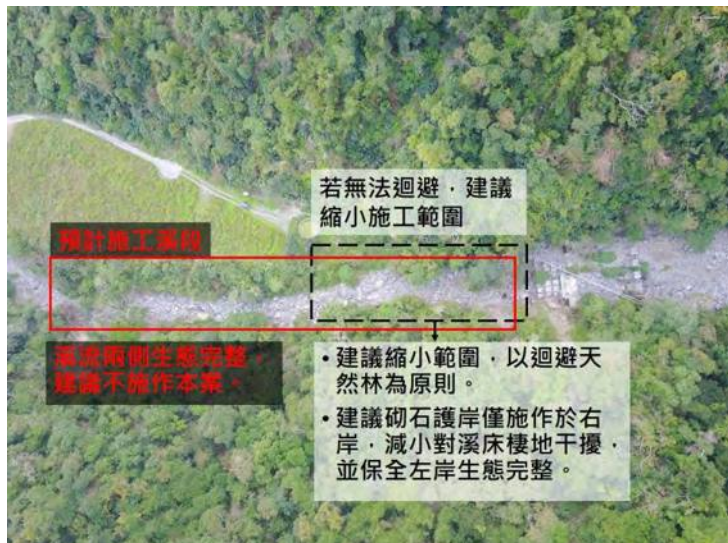 若無法迴避，建議
縮小施工範圍
預計施工溪段
溪流兩側生態完整，
建議不施作本案。
• 建議縮小範圍，以迴避天
然林為原則。
• 建議砌石護岸僅施作於右
岸，減小對溪床棲地干擾，
並保全左岸生態完整。